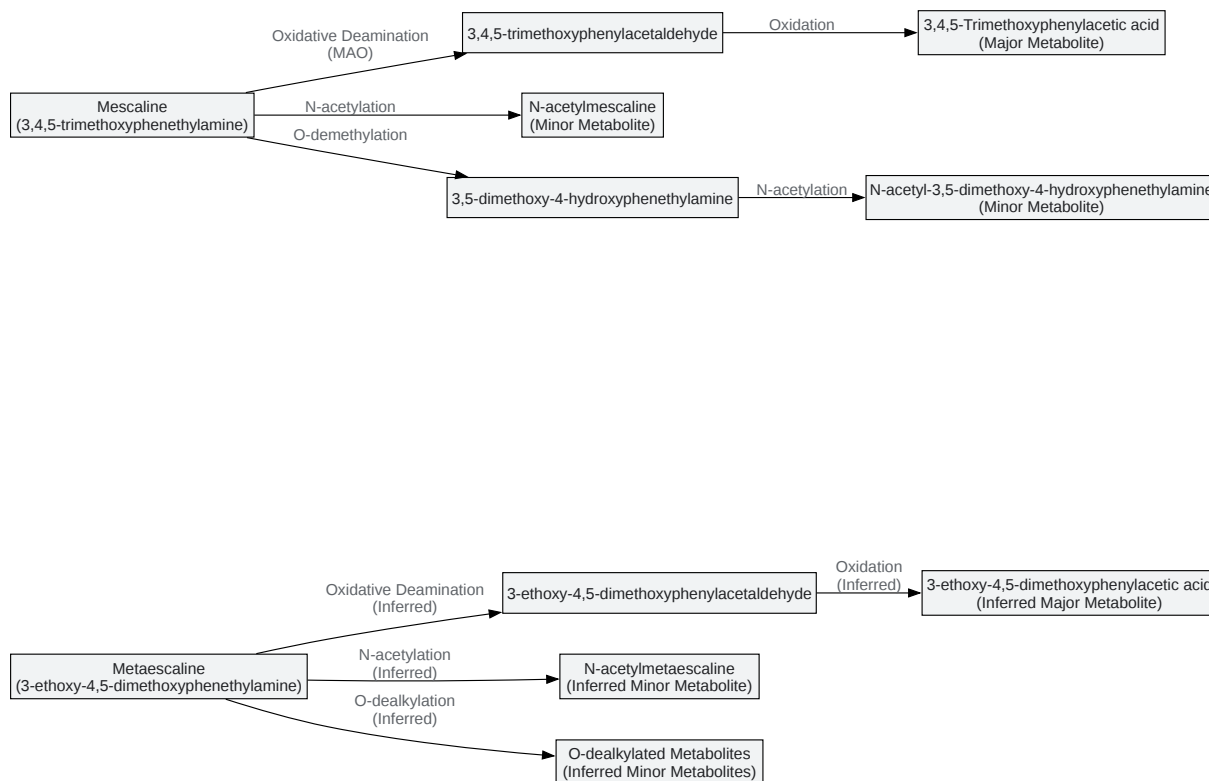 Oxidative Deamination
(MAO)
3,4,5-trimethoxyphenylacetaldehyde
Oxidation
3,4,5-Trimethoxyphenylacetic acid
(Major Metabolite)
Mescaline
(3,4,5-trimethoxyphenethylamine)
N-acetylation
N-acetylmescaline
(Minor Metabolite)
O-demethylation
3,5-dimethoxy-4-hydroxyphenethylamine
N-acetylation
N-acetyl-3,5-dimethoxy-4-hydroxyphenethylamine
(Minor Metabolite)
Oxidative Deamination
(Inferred)
3-ethoxy-4,5-dimethoxyphenylacetaldehyde
Oxidation
(Inferred)
3-ethoxy-4,5-dimethoxyphenylacetic acid
(Inferred Major Metabolite)
Metaescaline
(3-ethoxy-4,5-dimethoxyphenethylamine)
N-acetylation
(Inferred)
N-acetylmetaescaline
(Inferred Minor Metabolite)
O-dealkylation
(Inferred)
O-dealkylated Metabolites
(Inferred Minor Metabolites)